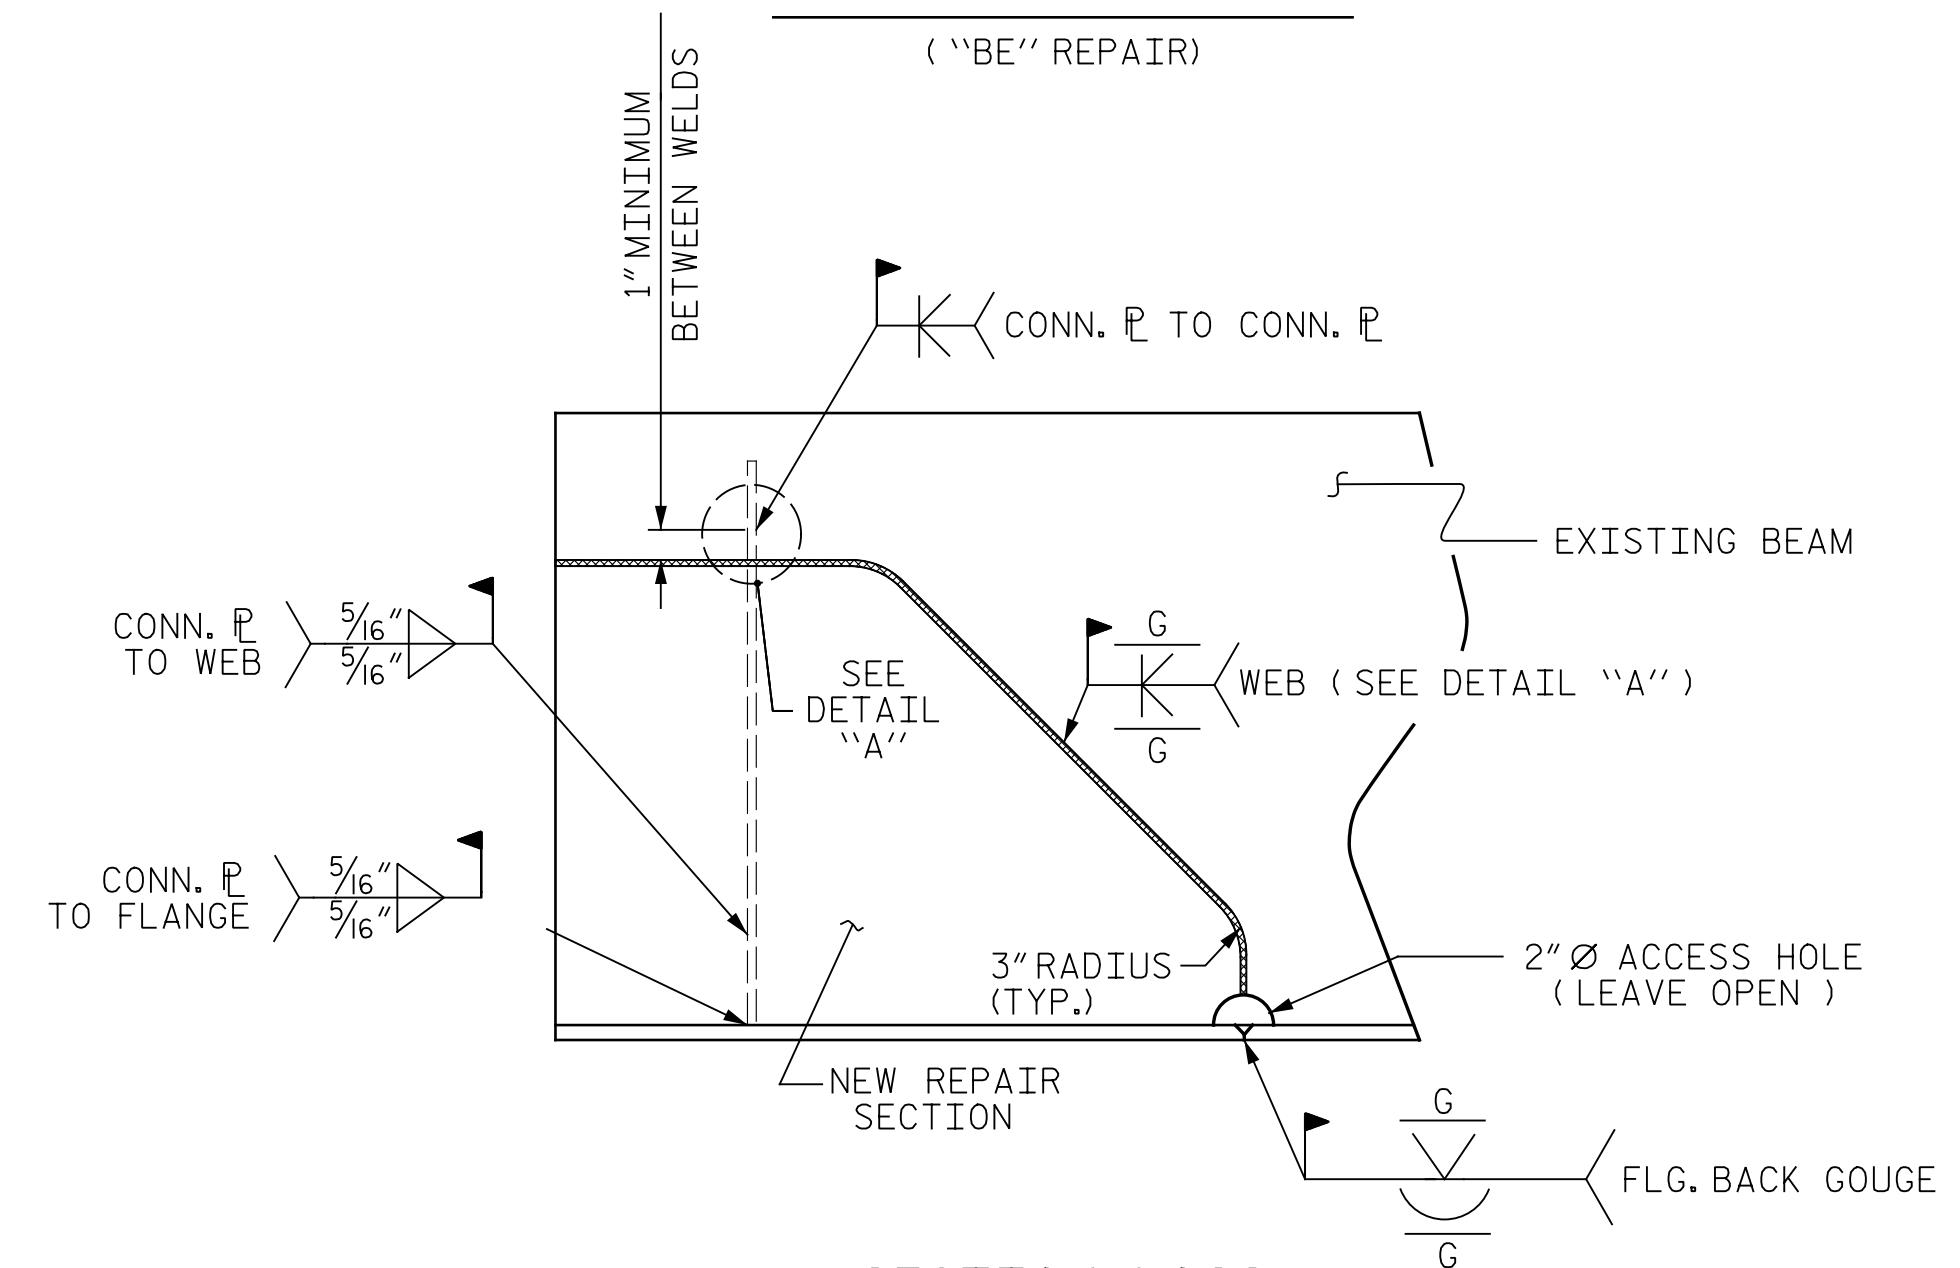 ( "BE" REPAIR)
1" MINIMUM
BETWEEN WELDS
CONN. ℙL TO CONN. ℙL
EXISTING BEAM
CONN. ℙL
TO WEB
5/16"
5/16"
SEE
DETAIL
"A"
G
WEB ( SEE DETAIL "A" )
G
CONN. ℙL
TO FLANGE
5/16"
5/16"
3" RADIUS
(TYP.)
2" Ø ACCESS HOLE
( LEAVE OPEN )
NEW REPAIR
SECTION
G
FLG. BACK GOUGE
G